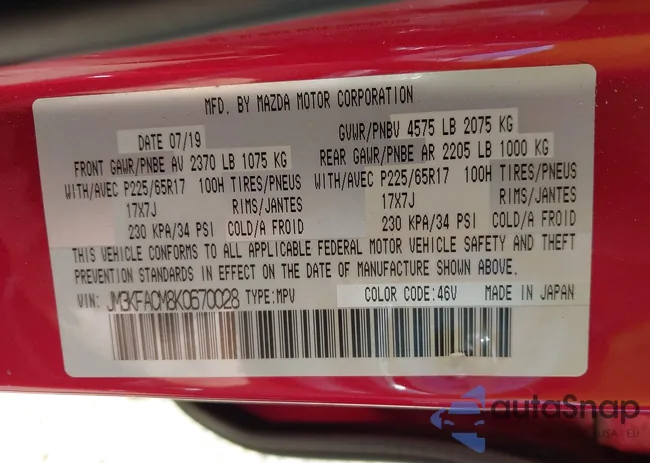 MFD. BY MAZDA MOTOR CORPORATION
DATE 07/19 GVWR/PNBV 4575 LB 2075 KG
FRONT GAWR/PNBE AV 2370 LB 1075 KG REAR GAWR/PNBE AR 2205 LB 1000 KG
WITH/AVEC P225/65R17 100H TIRES/PNEUS WITH/AVEC P225/65R17 100H TIRES/PNEUS
17X7J RIMS/JANTES 17X7J RIMS/JANTES
230 KPA/34 PSI COLD/A FROID 230 KPA/34 PSI COLD/A FROID
THIS VEHICLE CONFORMS TO ALL APPLICABLE FEDERAL MOTOR VEHICLE SAFETY AND THEFT
PREVENTION STANDARDS IN EFFECT ON THE DATE OF MANUFACTURE SHOWN ABOVE.
VIN: JM3KFACM8K0670028 TYPE:MPV COLOR CODE:46V MADE IN JAPAN
autoSnap